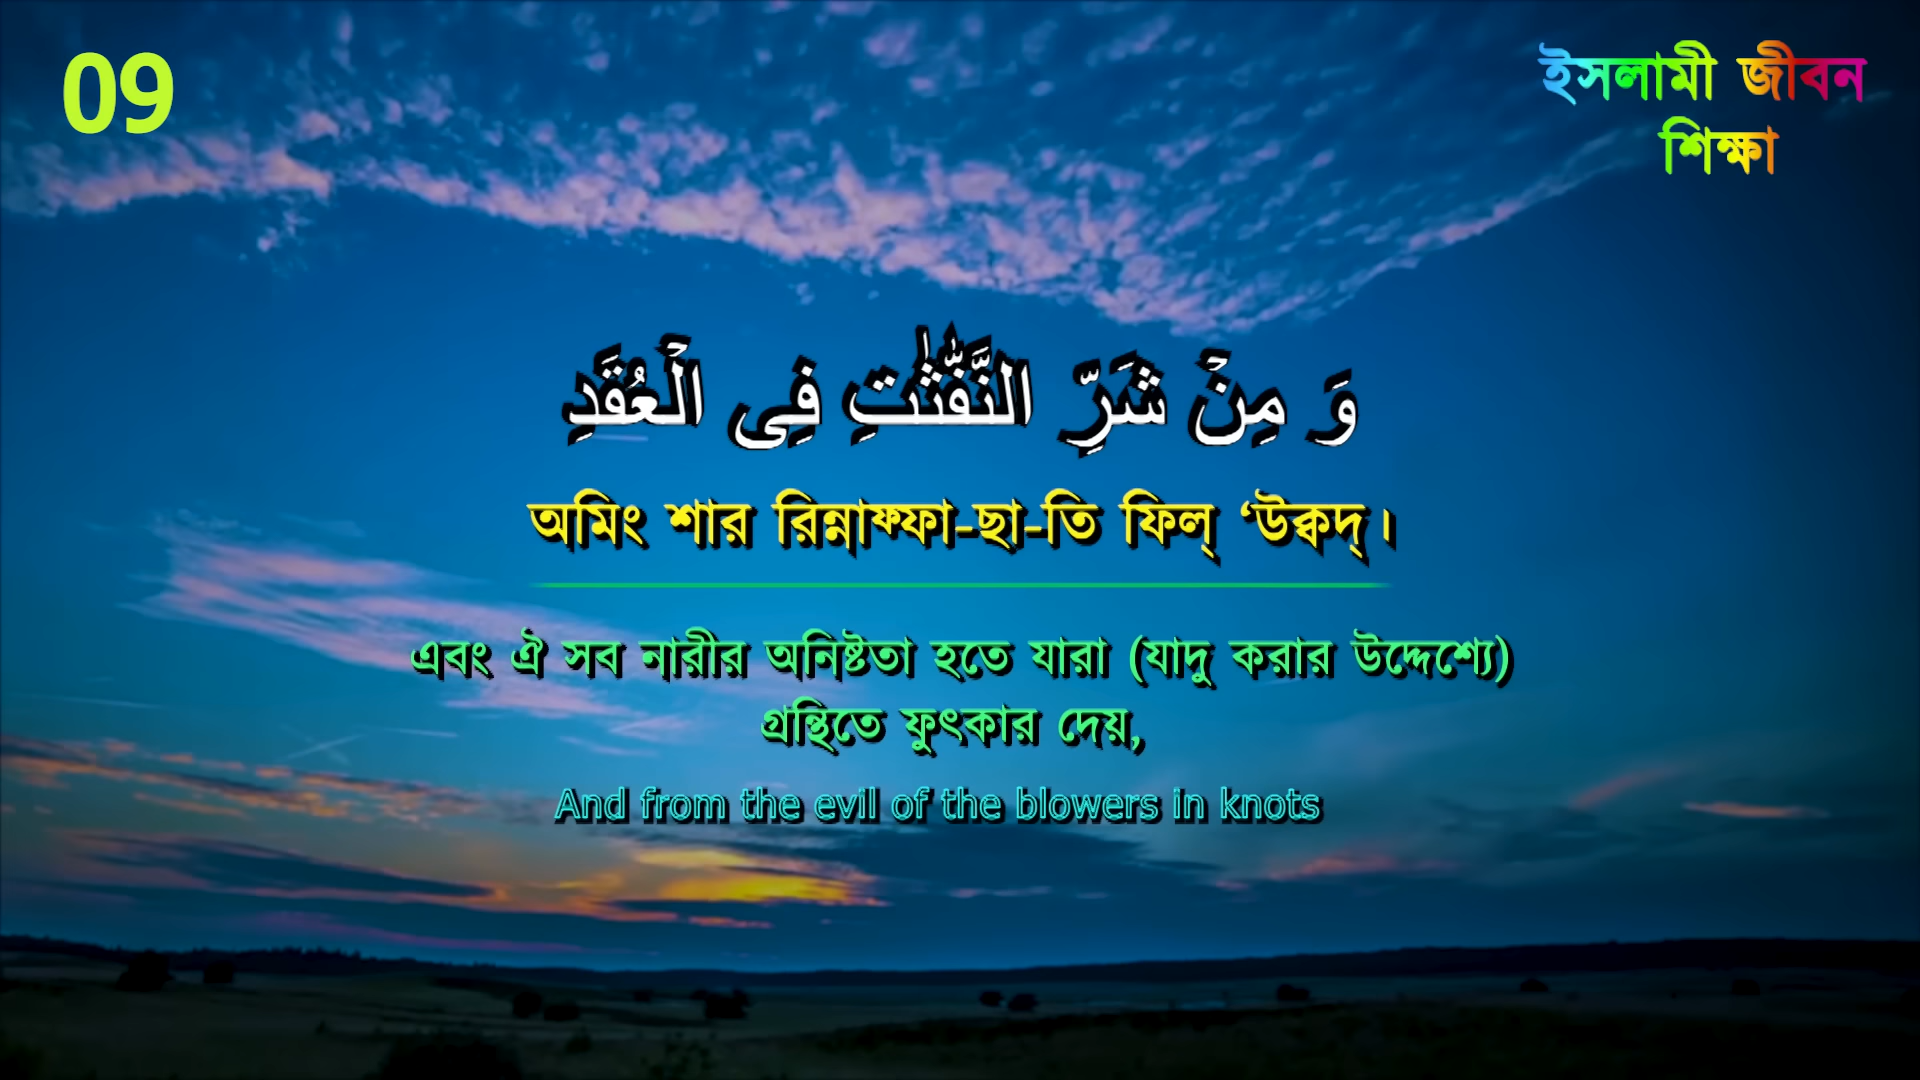 09
ইসলামী জীবন
শিক্ষা
وَ مِنۡ شَرِّ النَّفّٰثٰتِ فِی الۡعُقَدِ
অমিং শার রিন্নাফ্ফা-ছা-তি ফিল্ ‘উক্বদ্।
এবং ঐ সব নারীর অনিষ্টতা হতে যারা (যাদু করার উদ্দেশ্যে)
গ্রন্থিতে ফুৎকার দেয়,
And from the evil of the blowers in knots